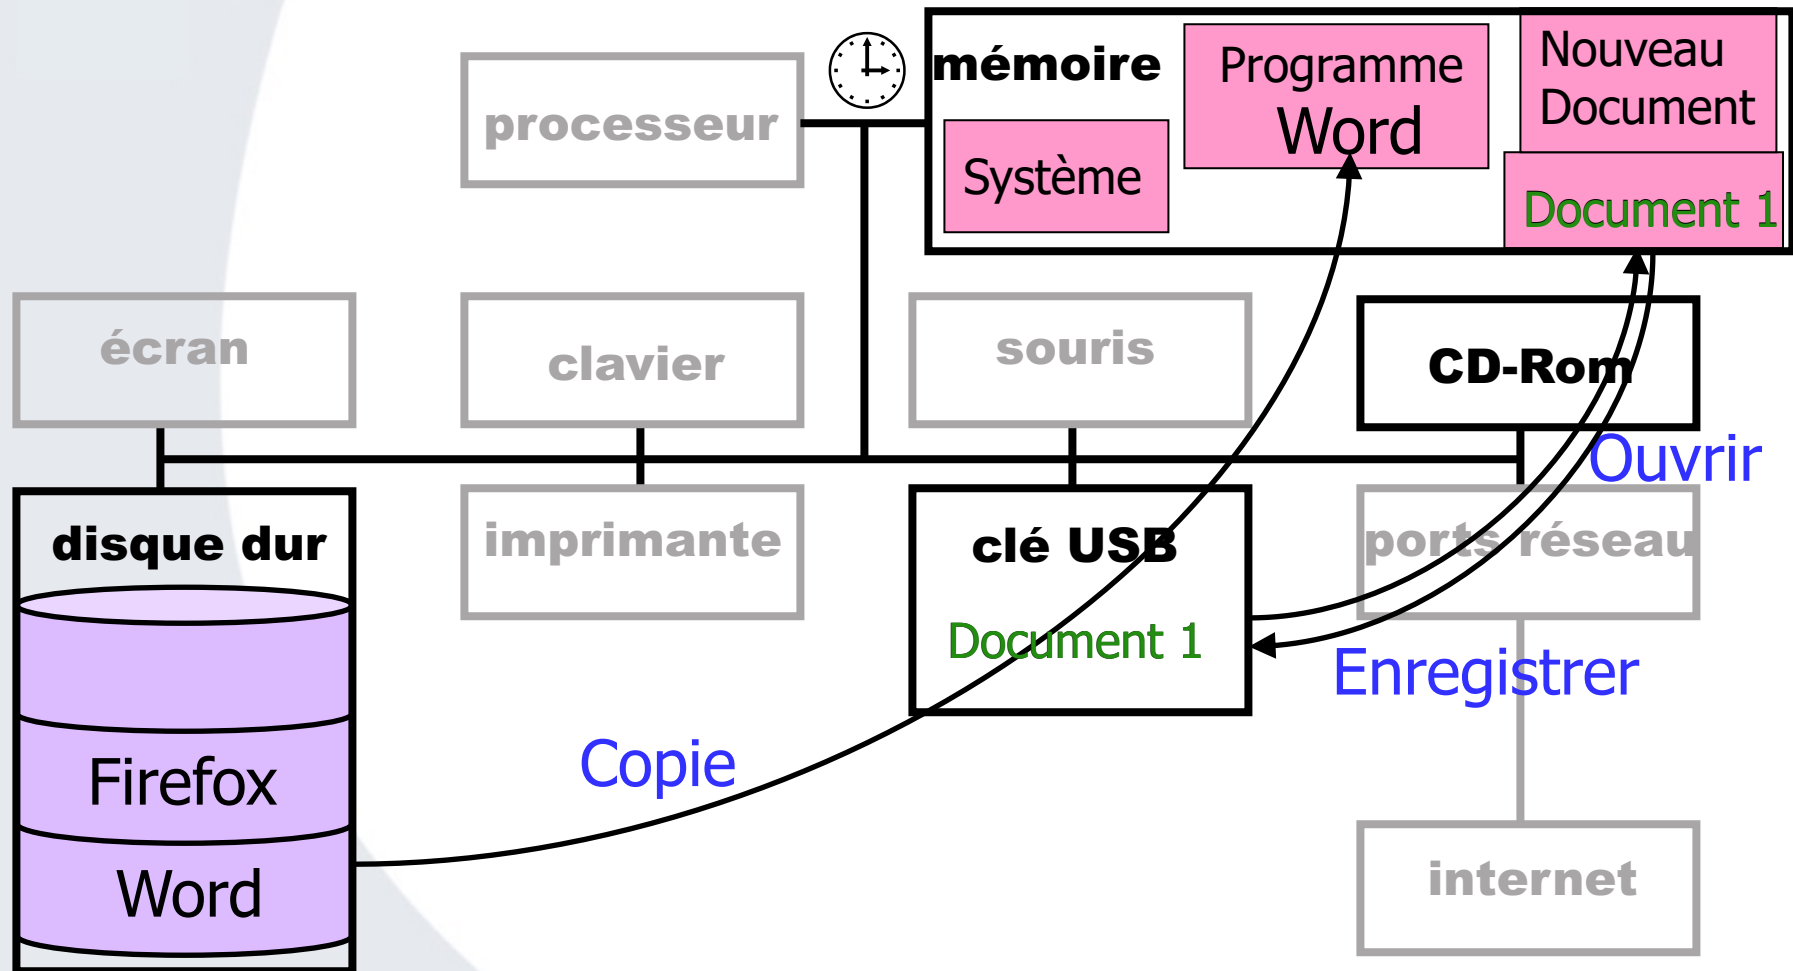 mémoire
Programme
Word
Nouveau
Document
processeur
Système
Document 1
écran
clavier
souris
CD-Rom
Ouvrir
disque dur
imprimante
clé USB
ports réseau
Document 1
Enregistrer
Copie
Firefox
Word
internet